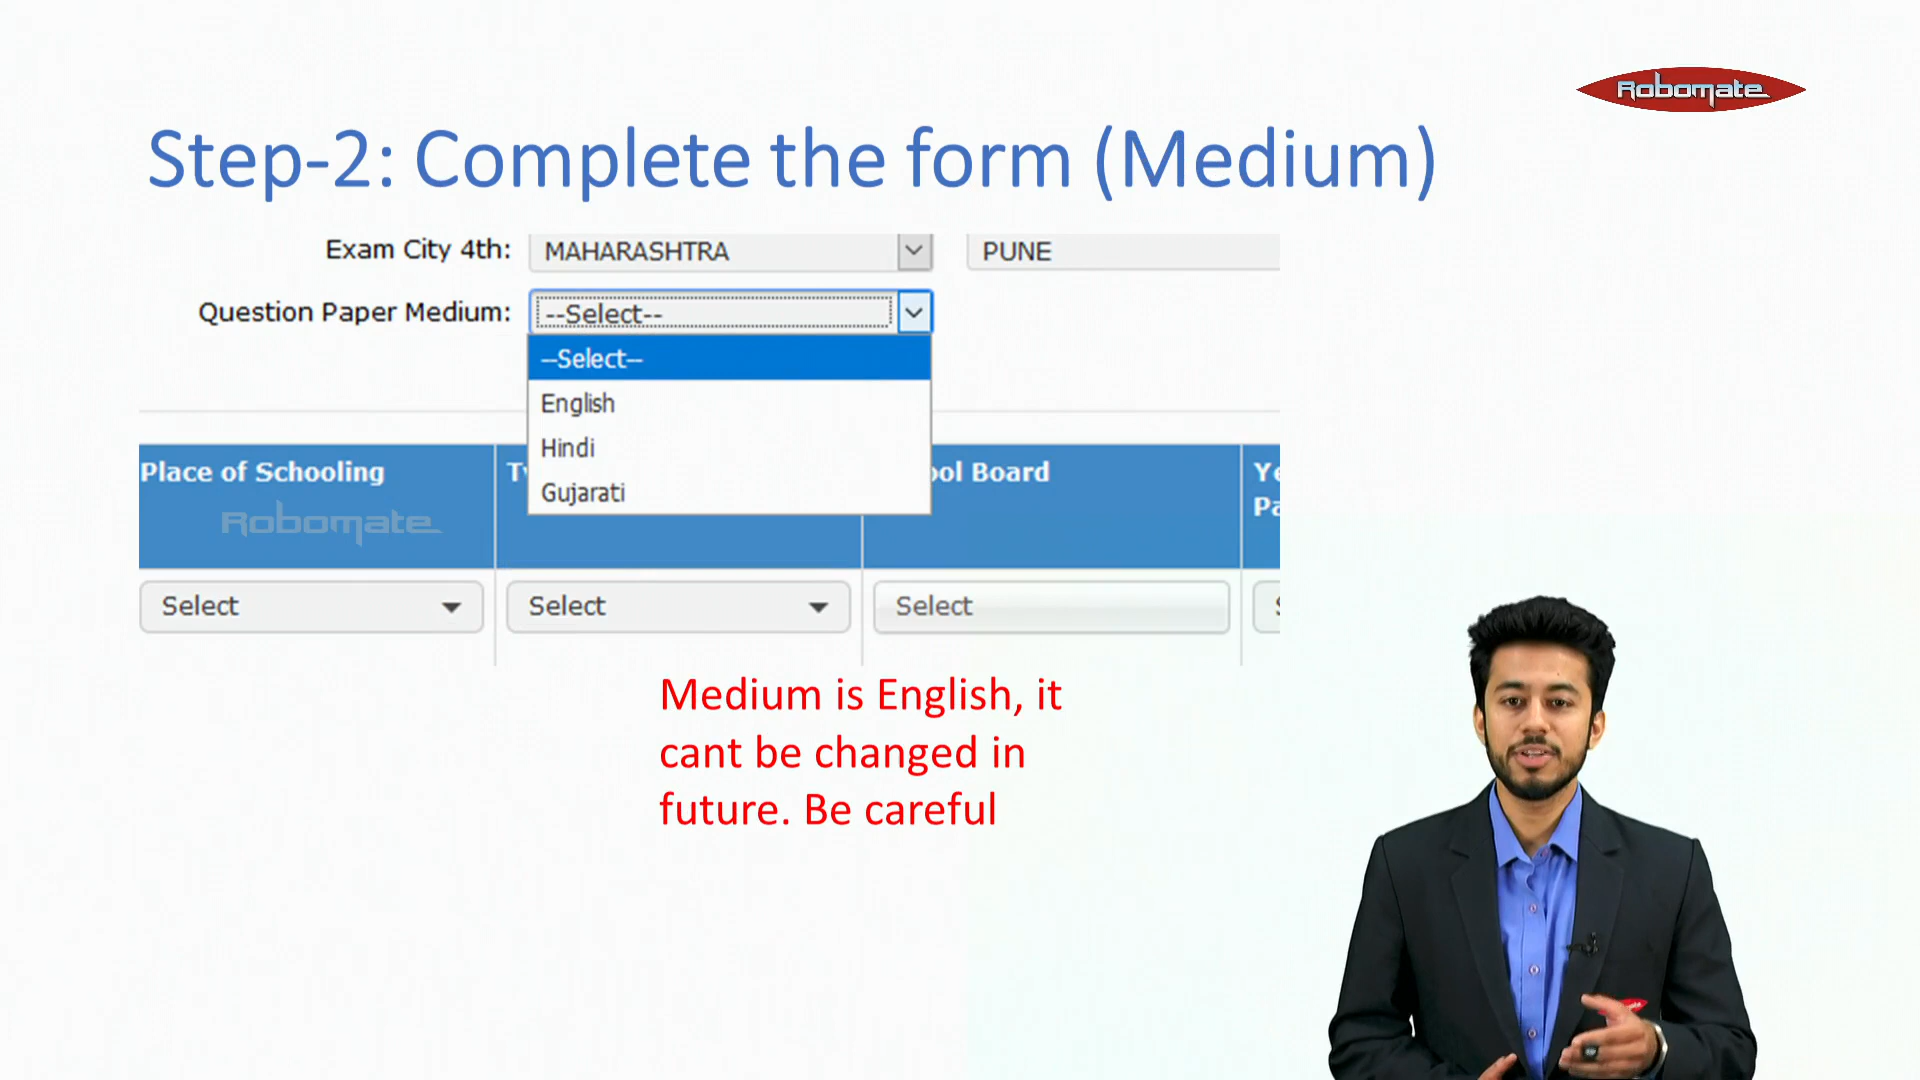 Robomate
Step-2: Complete the form (Medium)
Exam City 4th: MAHARASHTRA PUNE
Question Paper Medium: --Select--
--Select--
English
Hindi
Gujarati
Place of Schooling ool Board
Robomate
Select Select Select
Medium is English, it
cant be changed in
future. Be careful